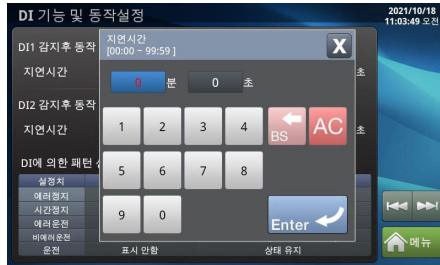 DI 기능 및 동작설정
2021/10/18
11:03:49 오전
DI1 감지후 동작
지연시간
초
DI2 감지후 동작
지연시간
초
DI에 의한 패턴
설정치
에러정지
시간정지
에러운전
비에러운전
운전
표시 안함
상태 유지
지연시간
[00:00 ~ 99:59 ]
X
0 분 0 초
1 2 3 4 BS AC
5 6 7 8
9 0 Enter
메뉴